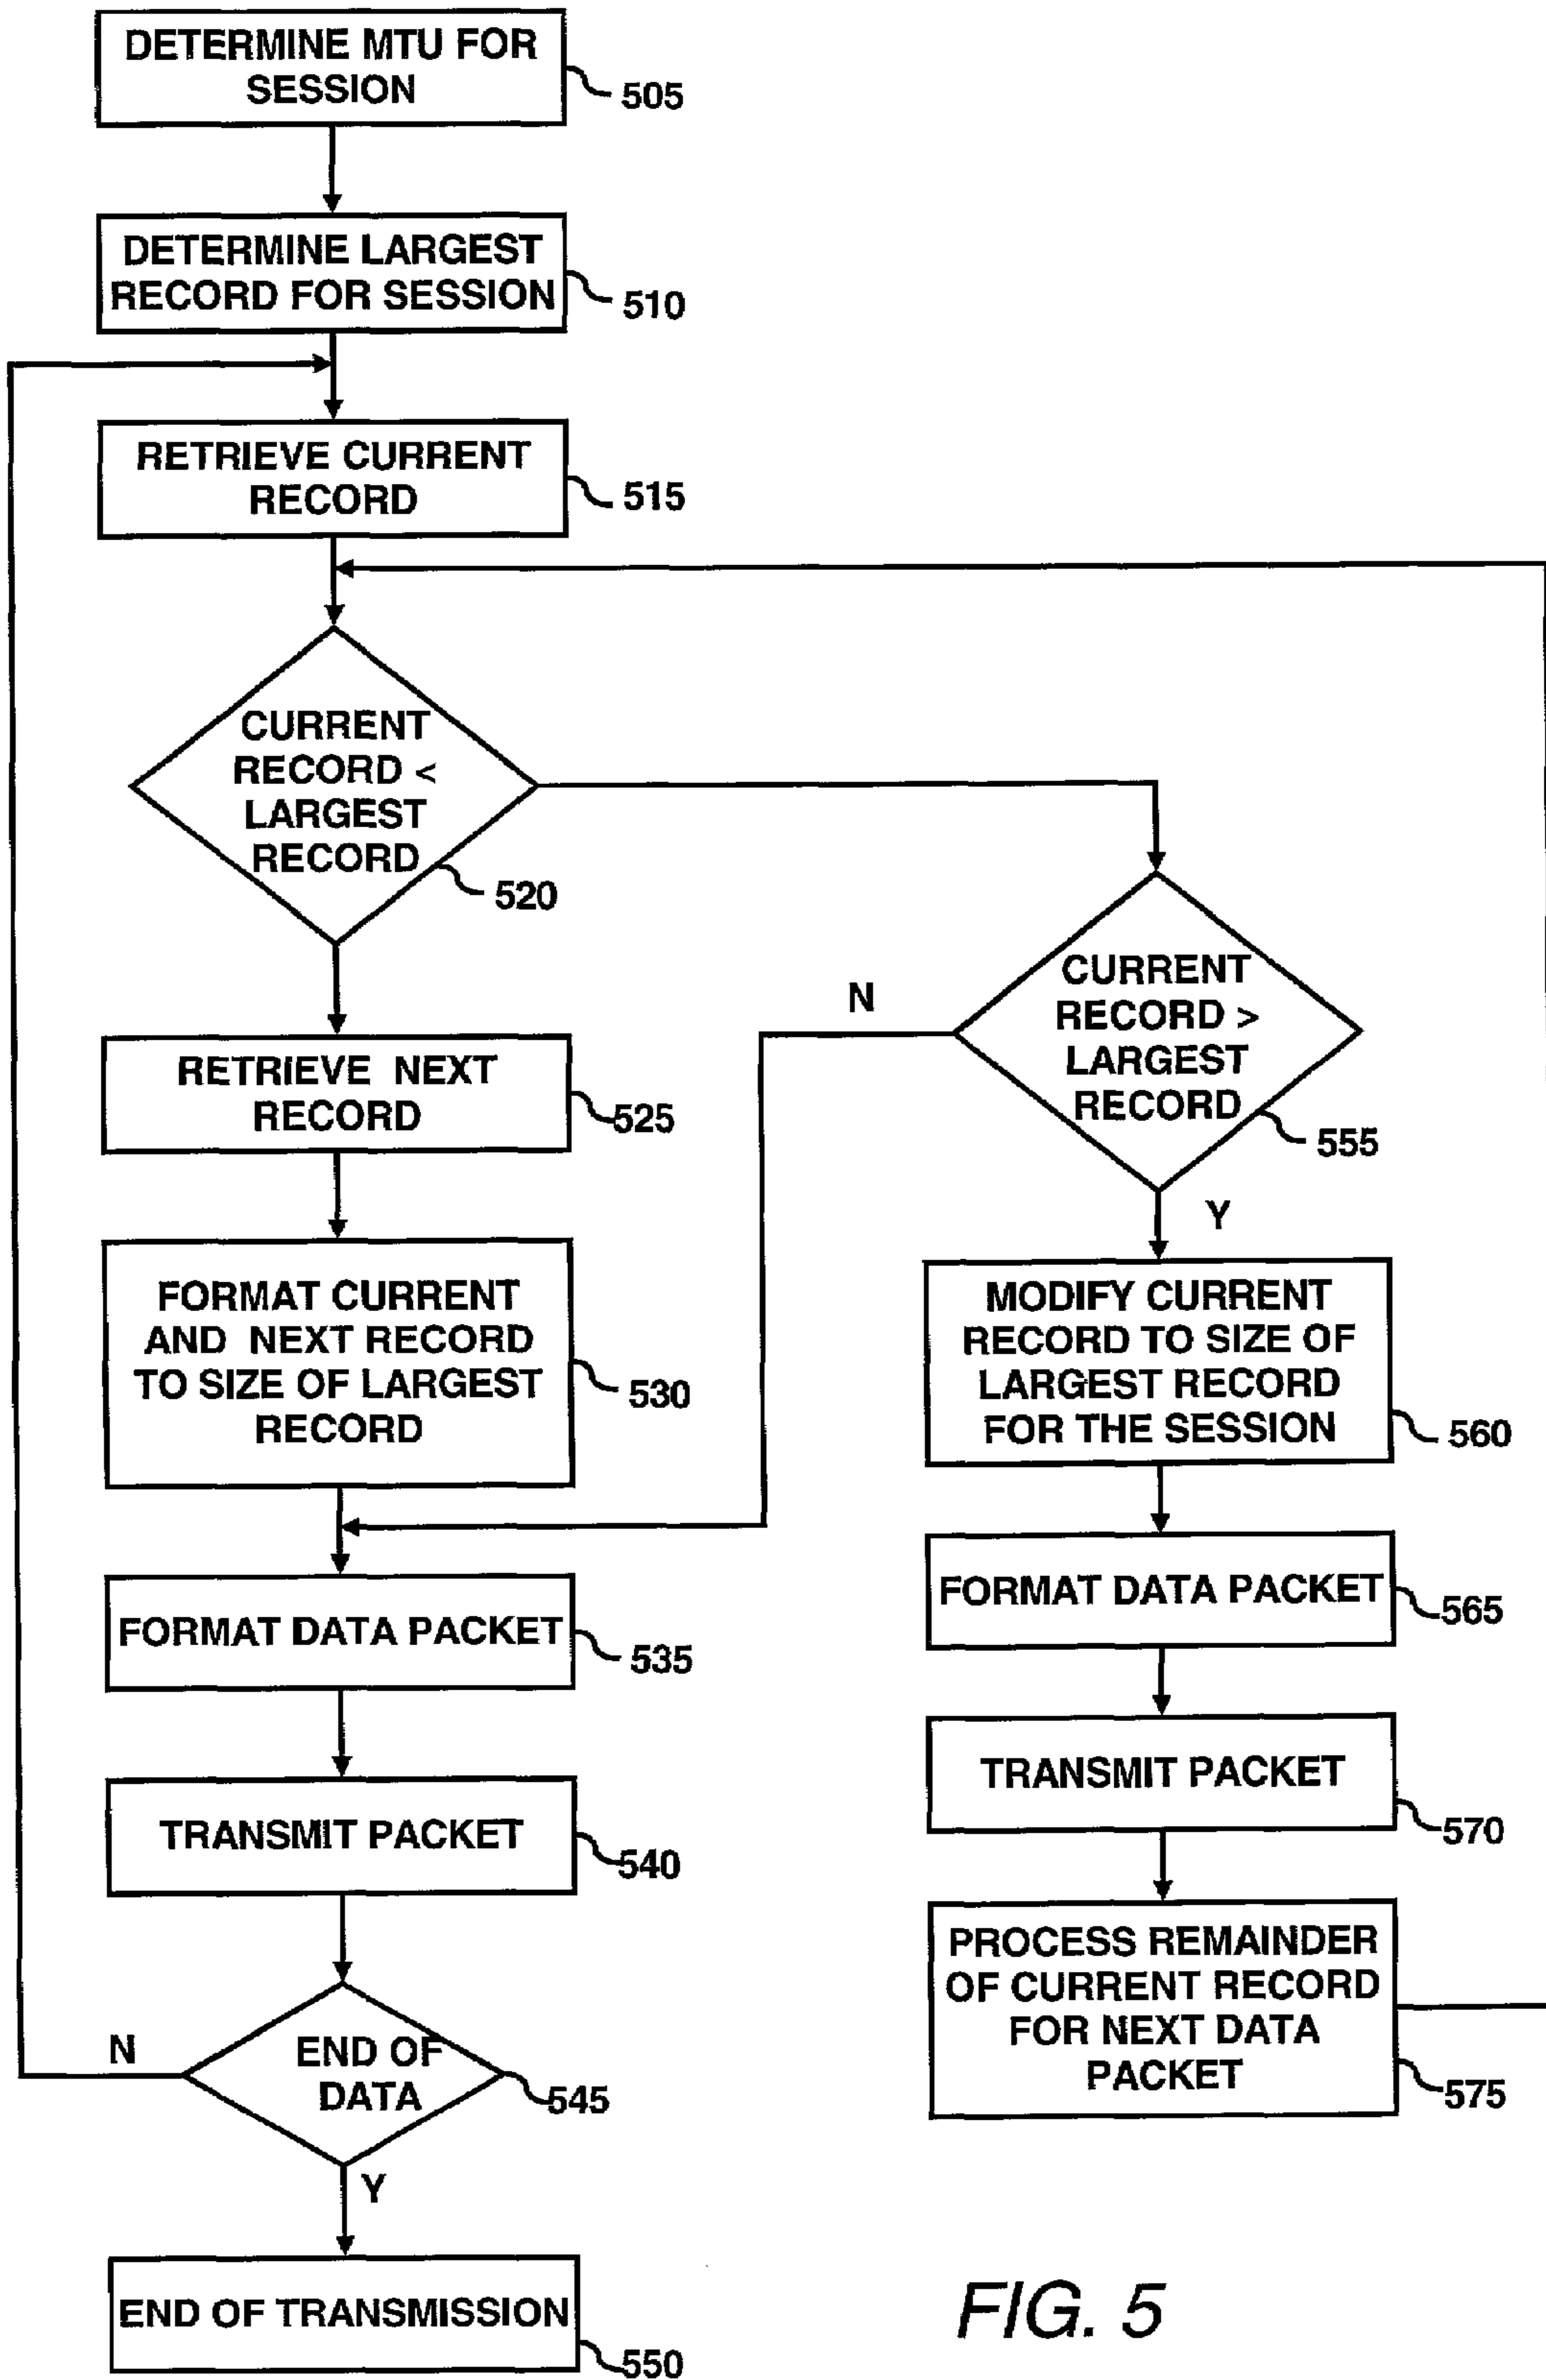 DETERMINE MTU FOR
SESSION
505
DETERMINE LARGEST
RECORD FOR SESSION
510
RETRIEVE CURRENT
RECORD
515
CURRENT
RECORD <
LARGEST
RECORD
520
RETRIEVE NEXT
RECORD
525
FORMAT CURRENT
AND NEXT RECORD
TO SIZE OF LARGEST
RECORD
530
FORMAT DATA PACKET
535
TRANSMIT PACKET
540
N
END OF
DATA
545
Y
END OF TRANSMISSION
550
N
CURRENT
RECORD >
LARGEST
RECORD
555
Y
MODIFY CURRENT
RECORD TO SIZE OF
LARGEST RECORD
FOR THE SESSION
560
FORMAT DATA PACKET
565
TRANSMIT PACKET
570
PROCESS REMAINDER
OF CURRENT RECORD
FOR NEXT DATA
PACKET
575
FIG. 5